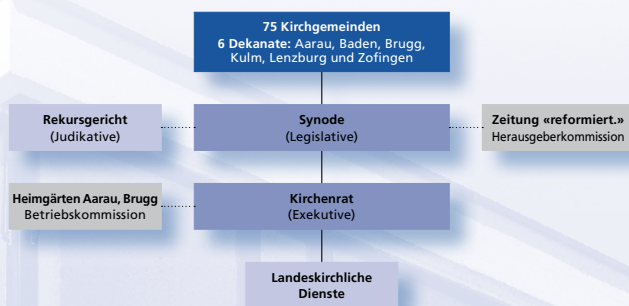 75 Kirchgemeinden
6 Dekanate: Aarau, Baden, Brugg,
Kulm, Lenzburg und Zofingen
Rekursgericht
(Judikative)
Synode
(Legislative)
Zeitung «reformiert.»
Herausgeberkommission
Heimgärten Aarau, Brugg
Betriebskommission
Kirchenrat
(Exekutive)
Landeskirchliche
Dienste